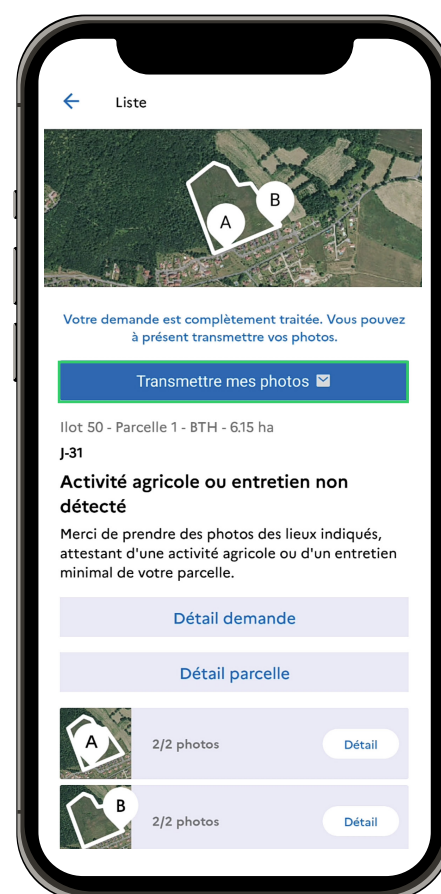 Liste
A
B
Votre demande est complètement traitée. Vous pouvez
à présent transmettre vos photos.
Transmettre mes photos
Ilot 50 - Parcelle 1 - BTH - 6.15 ha
J-31
Activité agricole ou entretien non
détecté
Merci de prendre des photos des lieux indiqués,
attestant d'une activité agricole ou d'un entretien
minimal de votre parcelle.
Détail demande
Détail parcelle
A
2/2 photos
Détail
B
2/2 photos
Détail